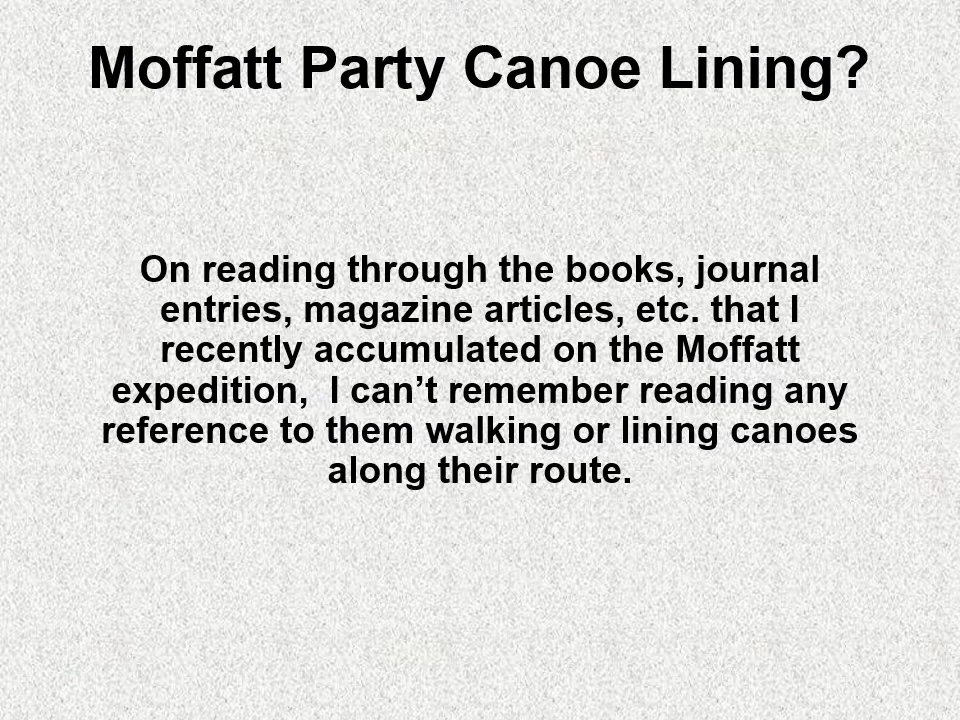 Moffatt Party Canoe Lining?
On reading through the books, journal
entries, magazine articles, etc. that I
recently accumulated on the Moffatt
expedition,  I can’t remember reading any
reference to them walking or lining canoes
along their route.